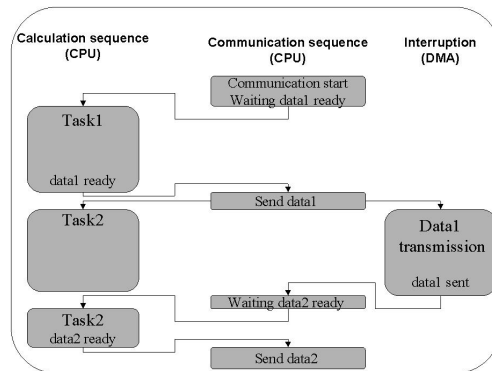 Calculation sequence
(CPU)
Communication sequence
(CPU)
Interruption
(DMA)
Communication start
Waiting data1 ready
Task1
data1 ready
Send data1
Task2
Data1
transmission
data1 sent
Waiting data2 ready
Task2
data2 ready
Send data2